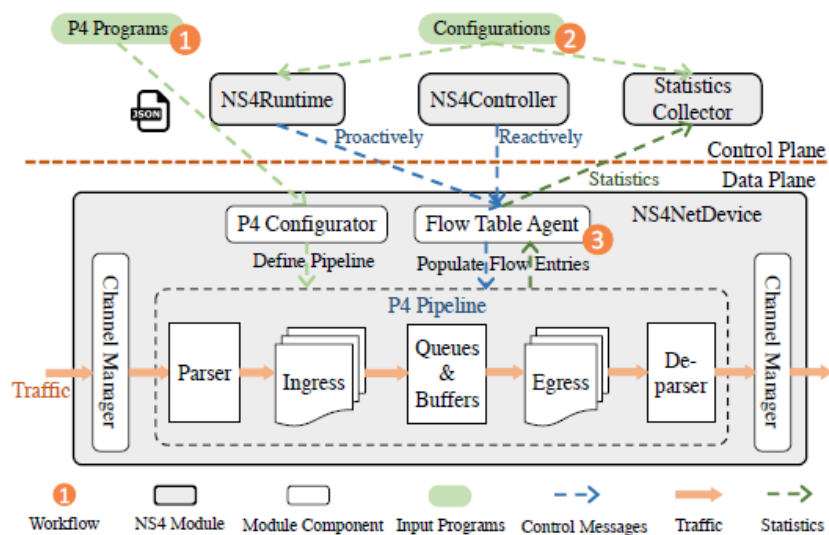 P4 Programs
1
Configurations
2
JSON
NS4Runtime
NS4Controller
Statistics
Collector
Proactively
Reactively
Control Plane
Statistics
Data Plane
NS4NetDevice
P4 Configurator
Flow Table Agent
3
Define Pipeline
Populate Flow Entries
P4 Pipeline
Channel Manager
Traffic
Parser
Ingress
Queues
&
Buffers
Egress
De-
parser
Channel Manager
1
Workflow
NS4 Module
Module Component
Input Programs
Control Messages
Traffic
Statistics